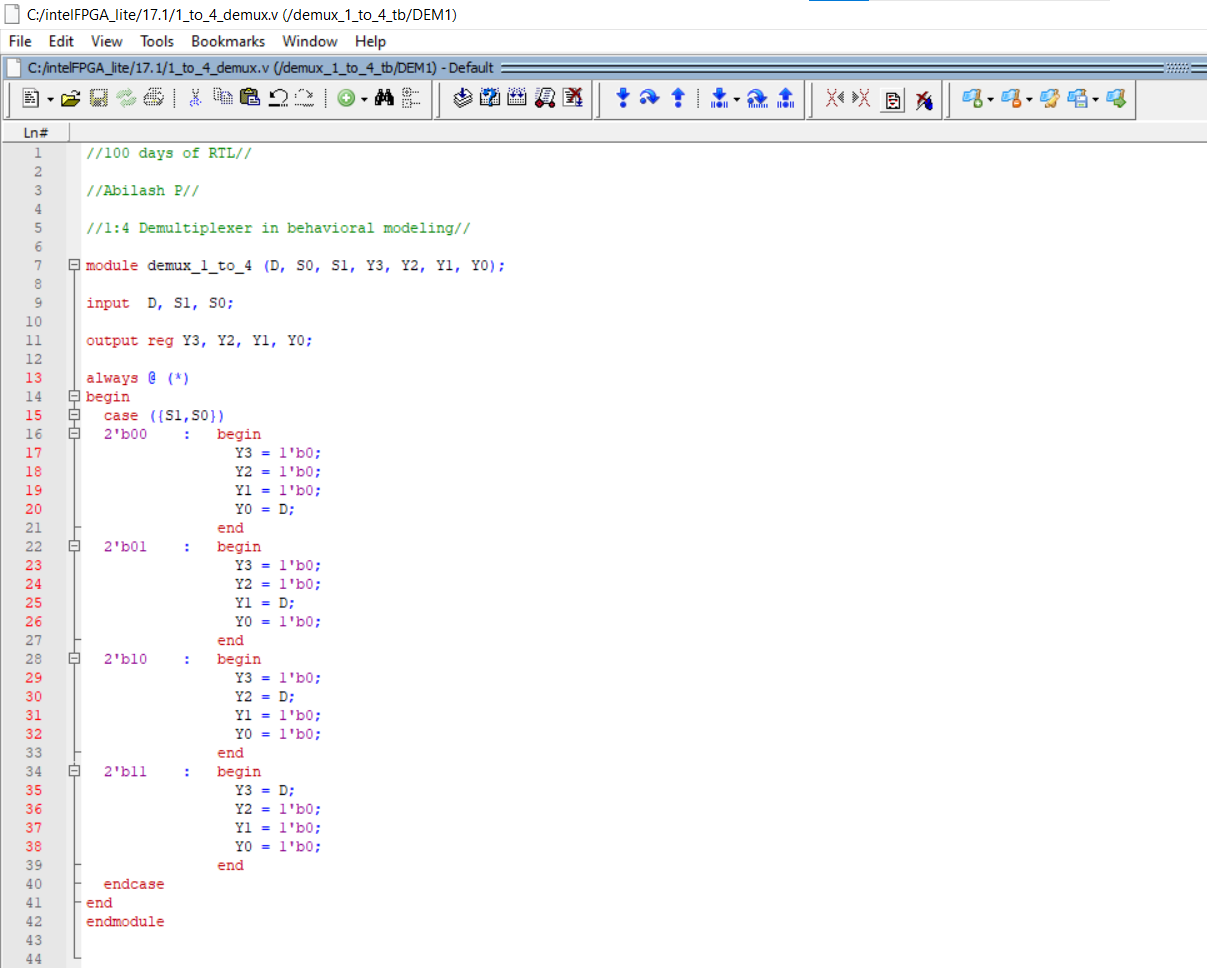 C:/intelFPGA_lite/17.1/1_to_4_demux.v (/demux_1_to_4_tb/DEM1)
File Edit View Tools Bookmarks Window Help
C:/intelFPGA_lite/17.1/1_to_4_demux.v (/demux_1_to_4_tb/DEM1) - Default
Ln#
1 //100 days of RTL//
2
3 //Abilash P//
4
5 //1:4 Demultiplexer in behavioral modeling//
6
7 module demux_1_to_4 (D, S0, S1, Y3, Y2, Y1, Y0);
8
9 input  D, S1, S0;
10
11 output reg Y3, Y2, Y1, Y0;
12
13 always @ (*)
14 begin
15   case ({S1,S0})
16   2'b00    :   begin
17                  Y3 = 1'b0;
18                  Y2 = 1'b0;
19                  Y1 = 1'b0;
20                  Y0 = D;
21                end
22   2'b01    :   begin
23                  Y3 = 1'b0;
24                  Y2 = 1'b0;
25                  Y1 = D;
26                  Y0 = 1'b0;
27                end
28   2'b10    :   begin
29                  Y3 = 1'b0;
30                  Y2 = D;
31                  Y1 = 1'b0;
32                  Y0 = 1'b0;
33                end
34   2'b11    :   begin
35                  Y3 = D;
36                  Y2 = 1'b0;
37                  Y1 = 1'b0;
38                  Y0 = 1'b0;
39                end
40   endcase
41 end
42 endmodule
43
44